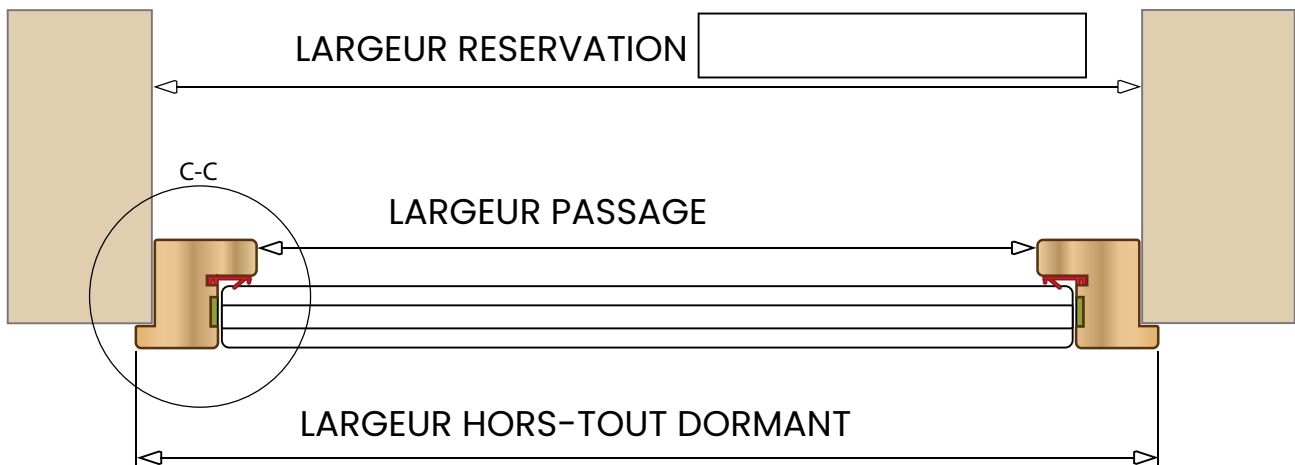 LARGEUR RESERVATION
C-C
LARGEUR PASSAGE
LARGEUR HORS-TOUT DORMANT